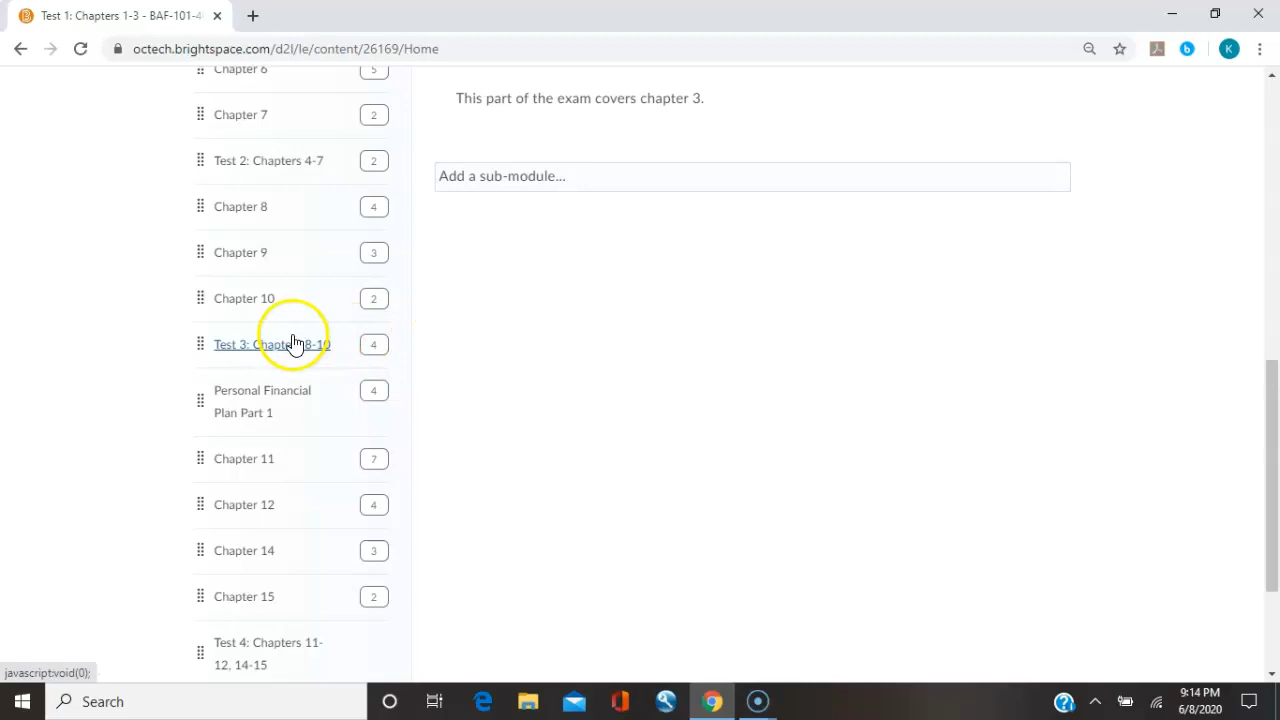 Test 1: Chapters 1-3 - BAF-101-4
octech.brightspace.com/d2l/le/content/26169/Home
K
Chapter 6
5
This part of the exam covers chapter 3.
Chapter 7
2
Test 2: Chapters 4-7
2
Add a sub-module...
Chapter 8
4
Chapter 9
3
Chapter 10
2
Test 3: Chapters 8-10
4
Personal Financial
Plan Part 1
4
Chapter 11
7
Chapter 12
4
Chapter 14
3
Chapter 15
2
Test 4: Chapters 11-
12, 14-15
javascript:void(0);
Search
9:14 PM
6/8/2020